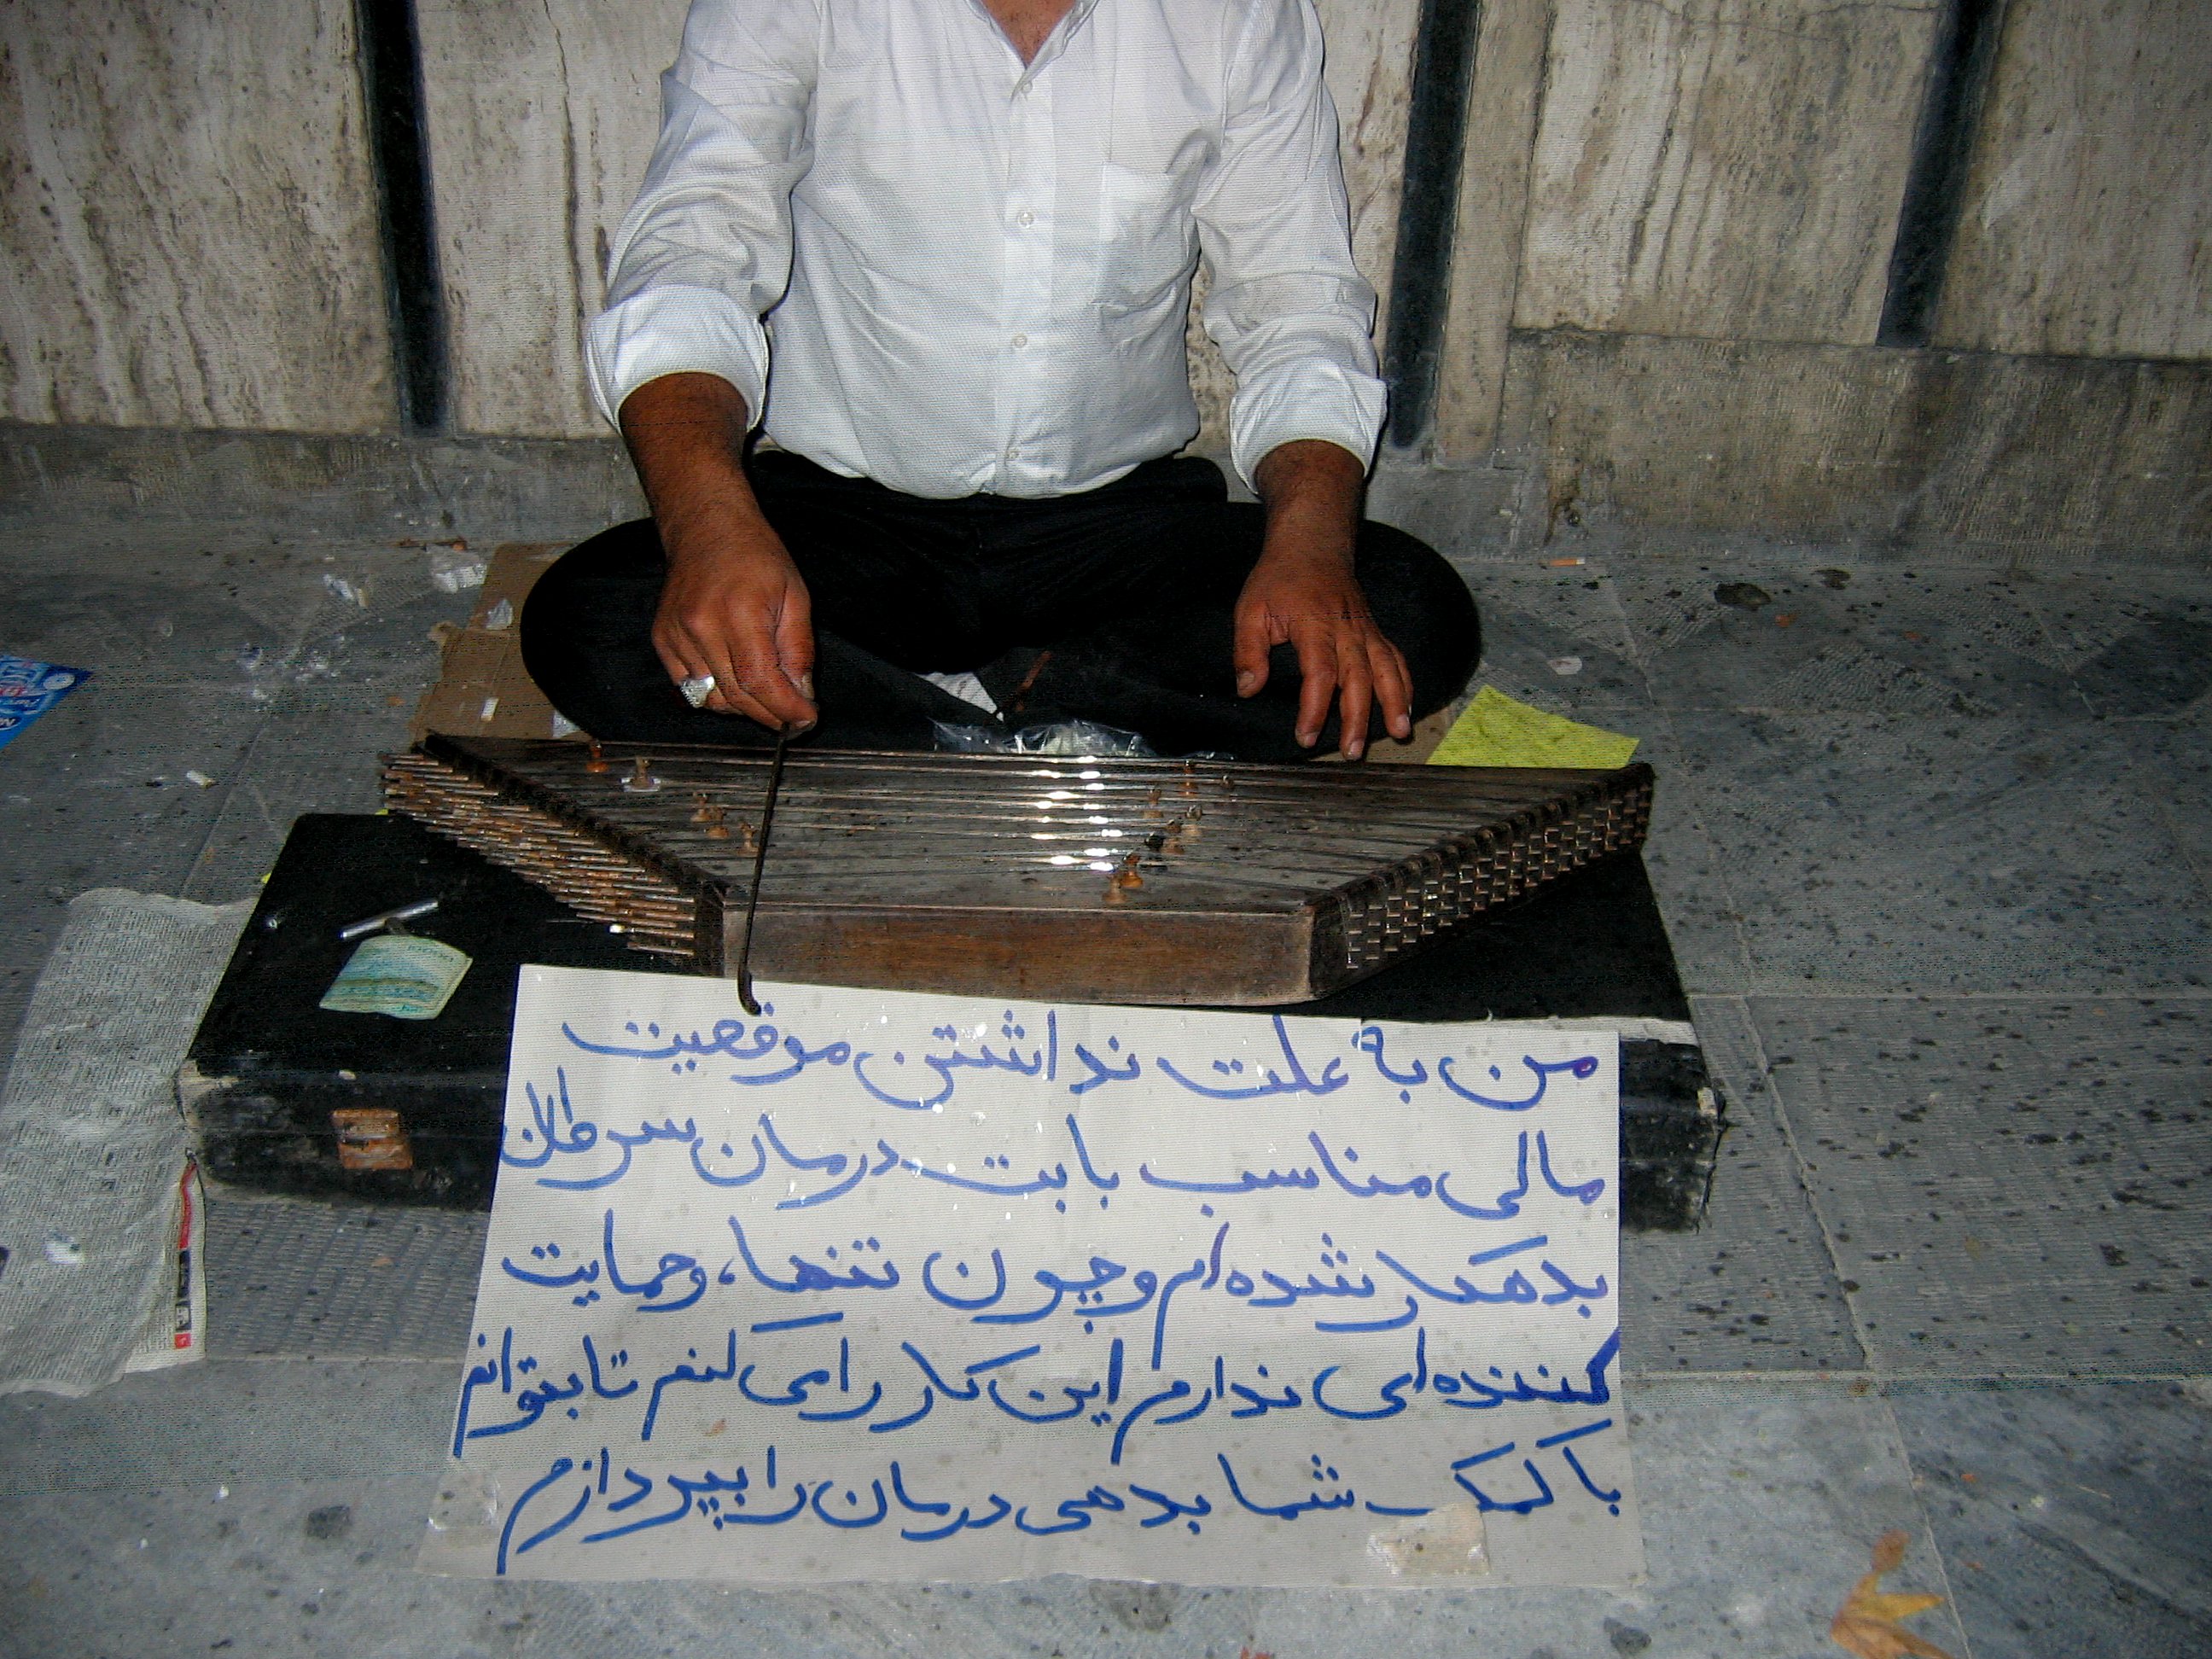 من به علت نداشتن موقعیت
مالی مناسب بابت درمان سرطان
بدهکار شده ام و چون تنها، و حمایت
کننده ای ندارم این کار را می کنم تا بتوانم
با کمک شما بدهی درمان را بپردازم